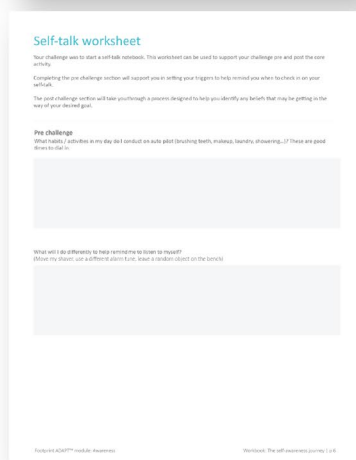 Self-talk worksheet
Your challenge was to start a self-talk notebook. This worksheet can be used to support your challenge pre and post the core
activity.
Completing the pre challenge section will support you in setting your triggers to help remind you when to check in on your
self-talk.
The post challenge section will take you through a process designed to help you identify any beliefs that may be getting in the
way of your desired goal.
Pre challenge
What habits / activities in my day do I conduct on auto pilot (brushing teeth, makeup, laundry, showering...)? These are good
times to dial in.
What will I do differently to help remind me to listen to myself?
(Move my shaver, use a different alarm tune, leave a random object on the bench)
Footprint ADAPT™ module: Awareness
Workbook: The self-awareness journey | p.6